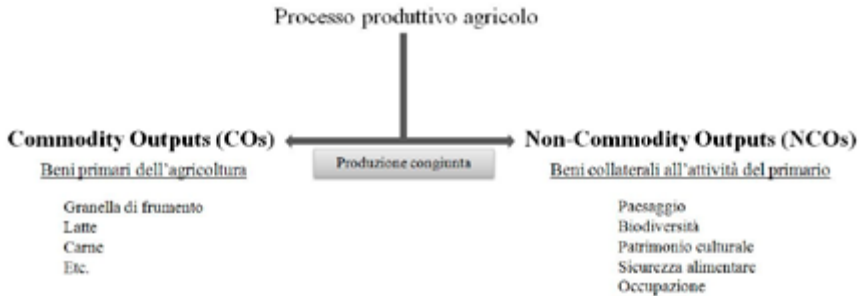 Processo produttivo agricolo
Commodity Outputs (COs)
Non-Commodity Outputs (NCOs)
Produzione congiunta
Beni primari dell'agricoltura
Beni collaterali all'attività del primario
Granella di frumento
Latte
Carne
Etc.
Paesaggio
Biodiversità
Patrimonio culturale
Sicurezza alimentare
Occupazione